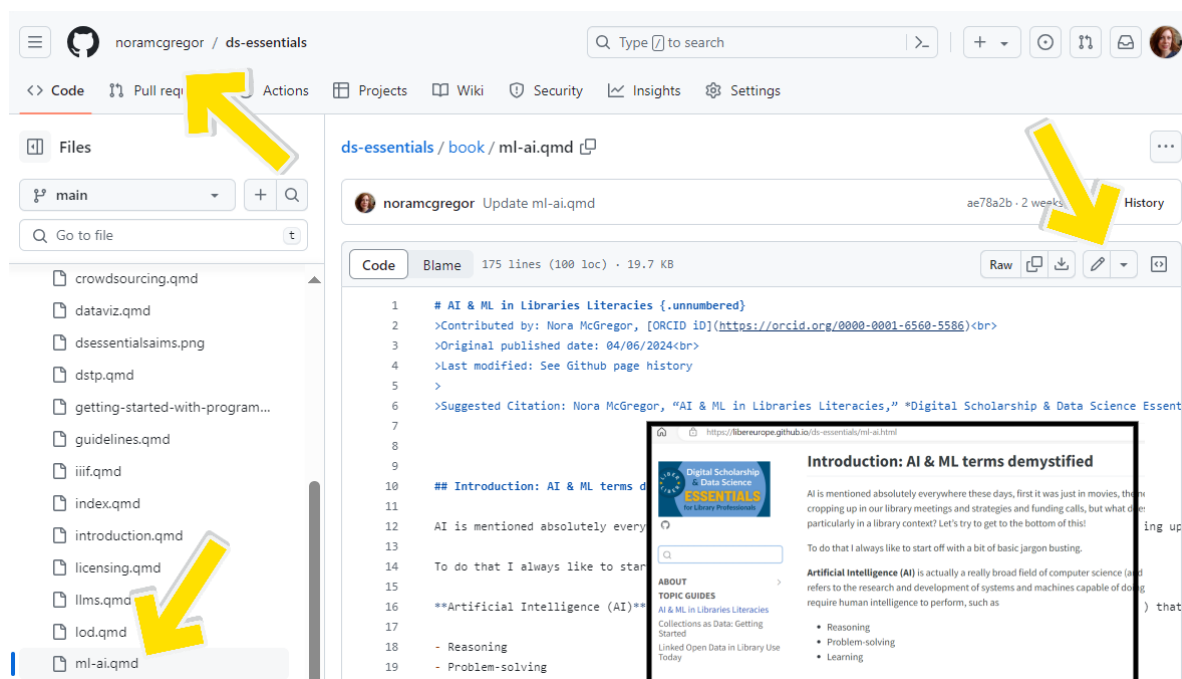 noramcgregor / ds-essentials
Type / to search
Code
Pull requ
Actions
Projects
Wiki
Security
Insights
Settings
Files
main
Go to file
t
crowdsourcing.qmd
dataviz.qmd
dsessentialsaims.png
dstp.qmd
getting-started-with-program...
guidelines.qmd
iiif.qmd
index.qmd
introduction.qmd
licensing.qmd
llms.qmd
lod.qmd
ml-ai.qmd
ds-essentials / book / ml-ai.qmd
noramcgregor Update ml-ai.qmd
ae78a2b · 2 weeks
History
Code Blame 175 lines (100 loc) · 19.7 KB
Raw
1 # AI & ML in Libraries Literacies {.unnumbered}
2 >Contributed by: Nora McGregor, [ORCID iD](https://orcid.org/0000-0001-6560-5586)<br>
3 >Original published date: 04/06/2024<br>
4 >Last modified: See Github page history
5 >
6 >Suggested Citation: Nora McGregor, “AI & ML in Libraries Literacies,” *Digital Scholarship & Data Science Essent
7
8
9
10 ## Introduction: AI & ML terms d
11
12 AI is mentioned absolutely every
ing up
13
14 To do that I always like to star
15
16 **Artificial Intelligence (AI)**
) that
17
18 - Reasoning
19 - Problem-solving
https://libereurope.github.io/ds-essentials/ml-ai.html
LIBER
Digital Scholarship
& Data Science
ESSENTIALS
for Library Professionals
ABOUT
TOPIC GUIDES
AI & ML in Libraries Literacies
Collections as Data: Getting
Started
Linked Open Data in Library Use
Today
Introduction: AI & ML terms demystified
AI is mentioned absolutely everywhere these days, first it was just in movies, the
cropping up in our library meetings and strategies and funding calls, but what
particularly in a library context? Let's try to get to the bottom of this!
To do that I always like to start off with a bit of basic jargon busting.
Artificial Intelligence (AI) is actually a really broad field of computer science (and
refers to the research and development of systems and machines capable of doing
require human intelligence to perform, such as
• Reasoning
• Problem-solving
• Learning